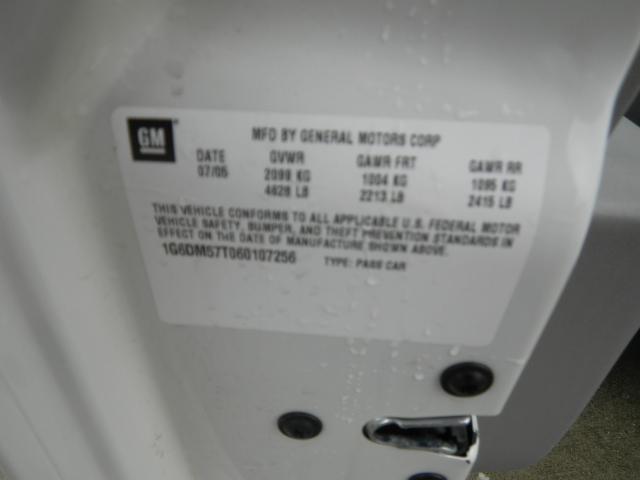 GM
MFD BY GENERAL MOTORS CORP
DATE GVWR GAWR FRT GAWR RR
07/05 2099 KG 1004 KG 1095 KG
4628 LB 2213 LB 2415 LB
THIS VEHICLE CONFORMS TO ALL APPLICABLE U.S. FEDERAL MOTOR
VEHICLE SAFETY, BUMPER, AND THEFT PREVENTION STANDARDS IN
EFFECT ON THE DATE OF MANUFACTURE SHOWN ABOVE.
1G6DM57T060107256 TYPE: PASS CAR